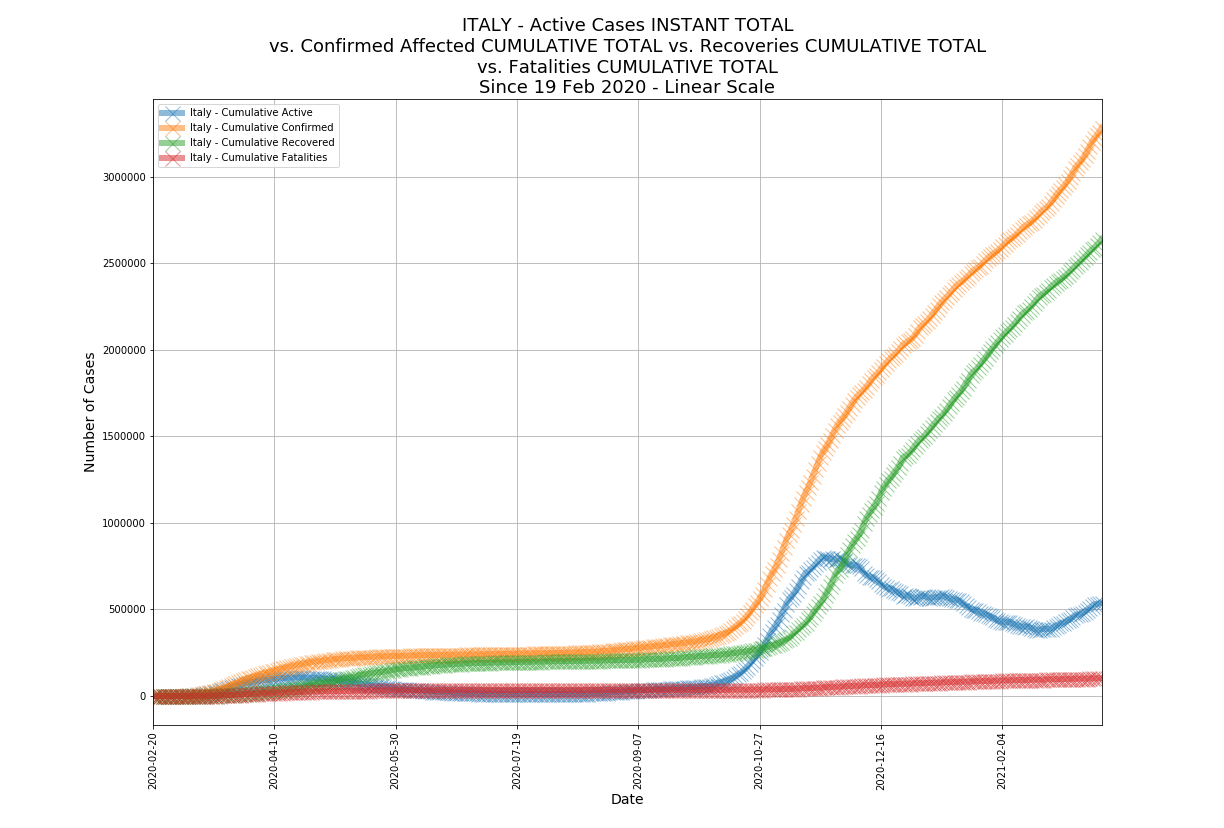 ITALY - Active Cases INSTANT TOTAL
vs. Confirmed Affected CUMULATIVE TOTAL vs. Recoveries CUMULATIVE TOTAL
vs. Fatalities CUMULATIVE TOTAL
Since 19 Feb 2020 - Linear Scale
Italy - Cumulative Active
Italy - Cumulative Confirmed
Italy - Cumulative Recovered
Italy - Cumulative Fatalities
Number of Cases
3000000
2500000
2000000
1500000
1000000
500000
0
2020-02-20
2020-04-10
2020-05-30
2020-07-19
2020-09-07
2020-10-27
2020-12-16
2021-02-04
Date